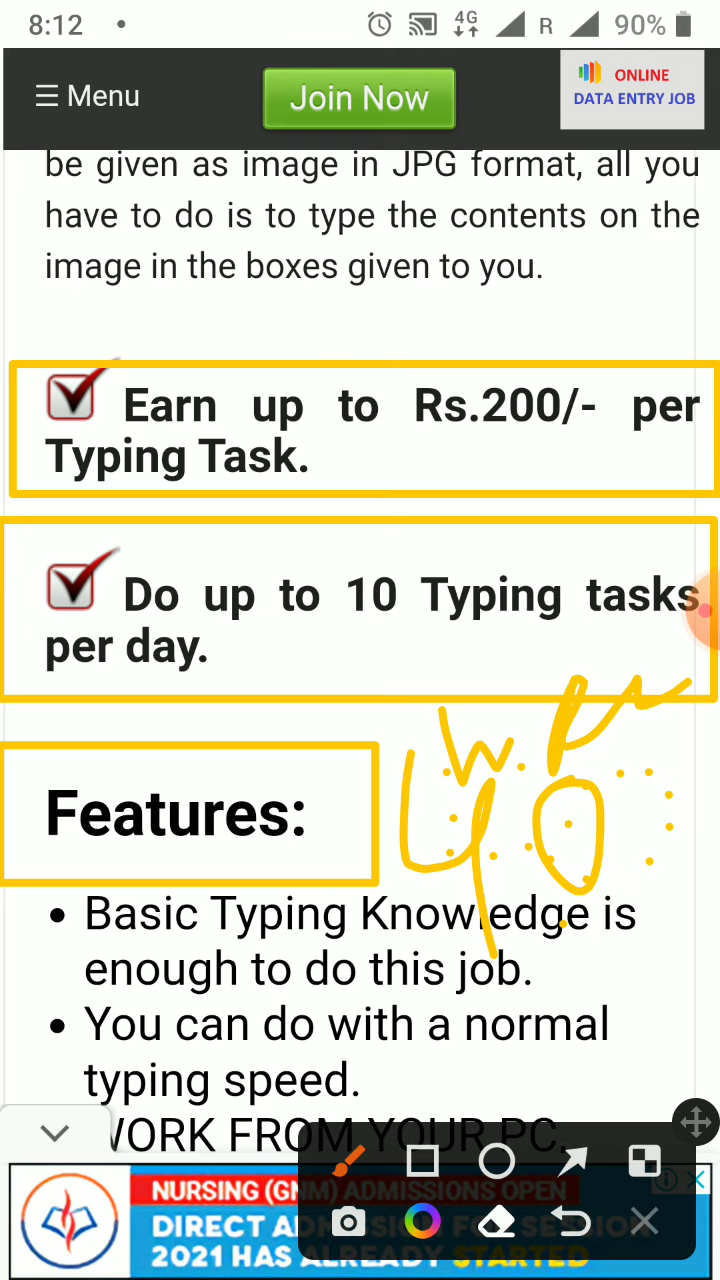 8:12
4G
R
90%
☰ Menu
Join Now
ONLINE
DATA ENTRY JOB
be given as image in JPG format, all you
have to do is to type the contents on the
image in the boxes given to you.
Earn up to Rs.200/- per
Typing Task.
Do up to 10 Typing tasks
per day.
40
Features:
• Basic Typing Knowledge is
enough to do this job.
• You can do with a normal
typing speed.
WORK FROM YOUR PC,
NURSING (GNM) ADMISSIONS OPEN
DIRECT ADMISSION FOR SESSION
2021 HAS ALREADY STARTED